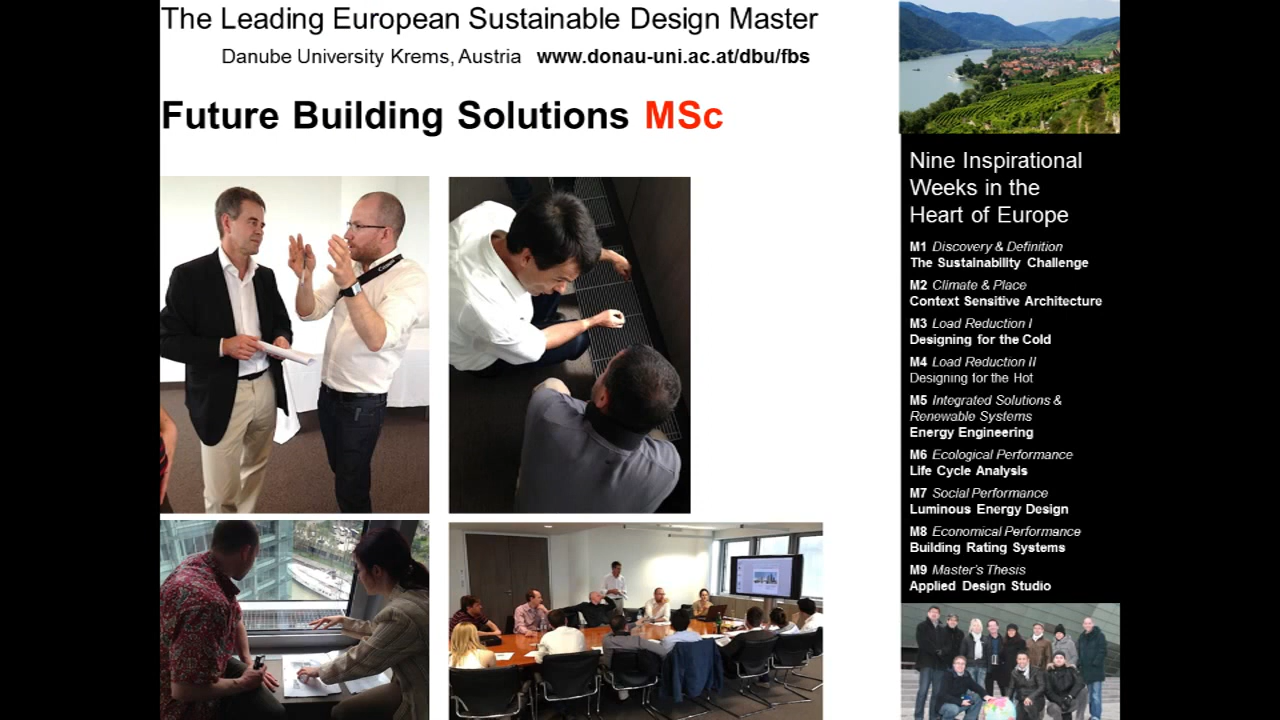 The Leading European Sustainable Design Master
Danube University Krems, Austria www.donau-uni.ac.at/dbu/fbs
Future Building Solutions MSc
Nine Inspirational
Weeks in the
Heart of Europe
M1 Discovery & Definition
The Sustainability Challenge
M2 Climate & Place
Context Sensitive Architecture
M3 Load Reduction I
Designing for the Cold
M4 Load Reduction II
Designing for the Hot
M5 Integrated Solutions &
Renewable Systems
Energy Engineering
M6 Ecological Performance
Life Cycle Analysis
M7 Social Performance
Luminous Energy Design
M8 Economical Performance
Building Rating Systems
M9 Master's Thesis
Applied Design Studio